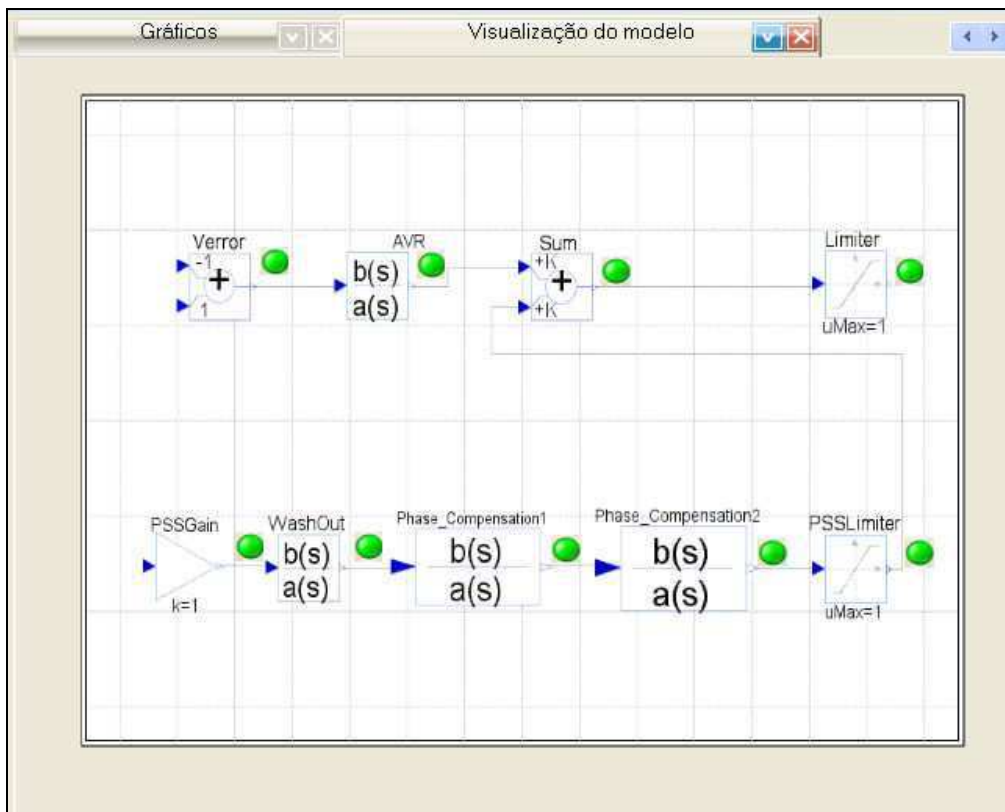 Gráficos
Visualização do modelo
Verror
-1
+
1
AVR
b(s)
a(s)
Sum
+K
+
+K
Limiter
uMax=1
PSSGain
k=1
WashOut
b(s)
a(s)
Phase_Compensation1
b(s)
a(s)
Phase_Compensation2
b(s)
a(s)
PSSLimiter
uMax=1